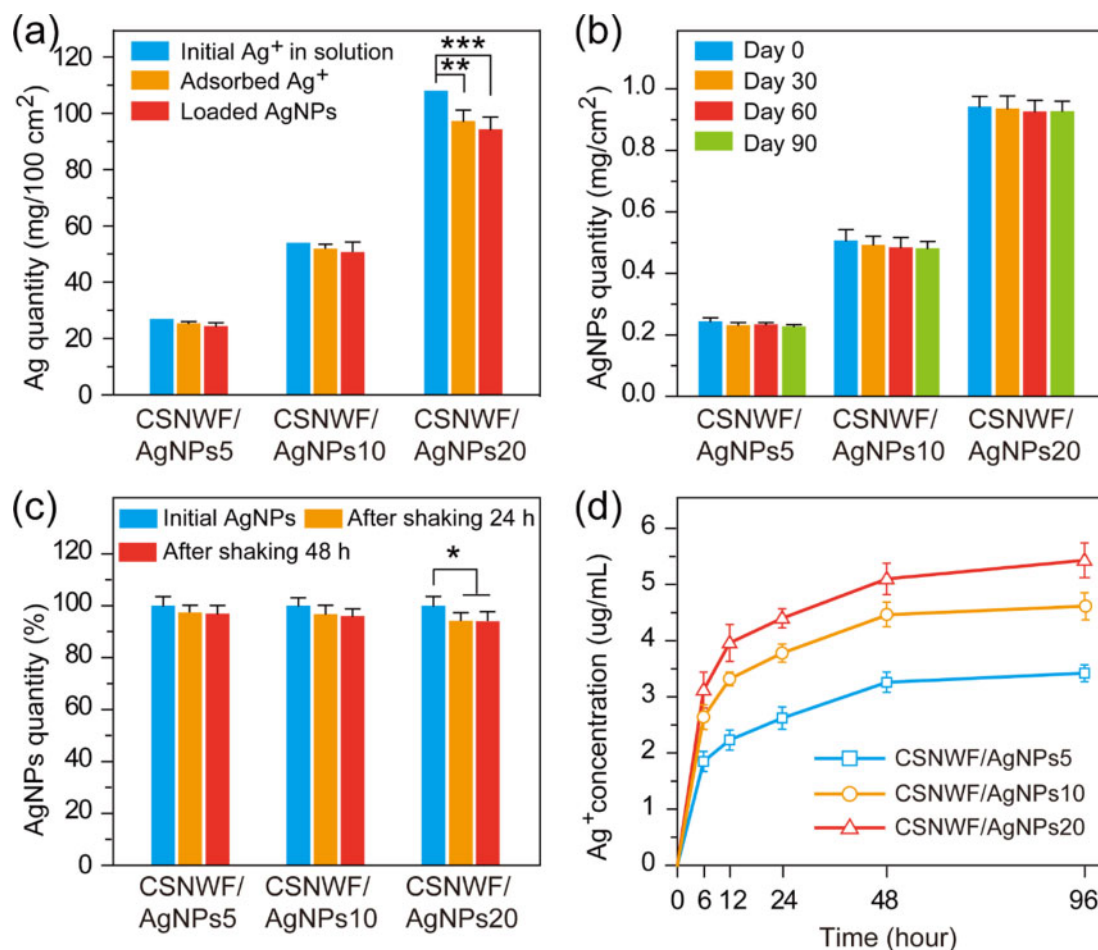 (a)
Ag quantity (mg/100 cm²)
120
100
80
60
40
20
0
Initial Ag⁺ in solution
Adsorbed Ag⁺
Loaded AgNPs
***
**
CSNWF/ CSNWF/ CSNWF/
AgNPs5 AgNPs10 AgNPs20
(b)
AgNPs quantity (mg/cm²)
1.0
0.8
0.6
0.4
0.2
0.0
Day 0
Day 30
Day 60
Day 90
CSNWF/ CSNWF/ CSNWF/
AgNPs5 AgNPs10 AgNPs20
(c)
AgNPs quantity (%)
120
100
80
60
40
20
0
Initial AgNPs After shaking 24 h
After shaking 48 h
*
CSNWF/ CSNWF/ CSNWF/
AgNPs5 AgNPs10 AgNPs20
(d)
Ag⁺concentration (ug/mL)
6
5
4
3
2
1
0
CSNWF/AgNPs5
CSNWF/AgNPs10
CSNWF/AgNPs20
0 6 12 24 48 96
Time (hour)